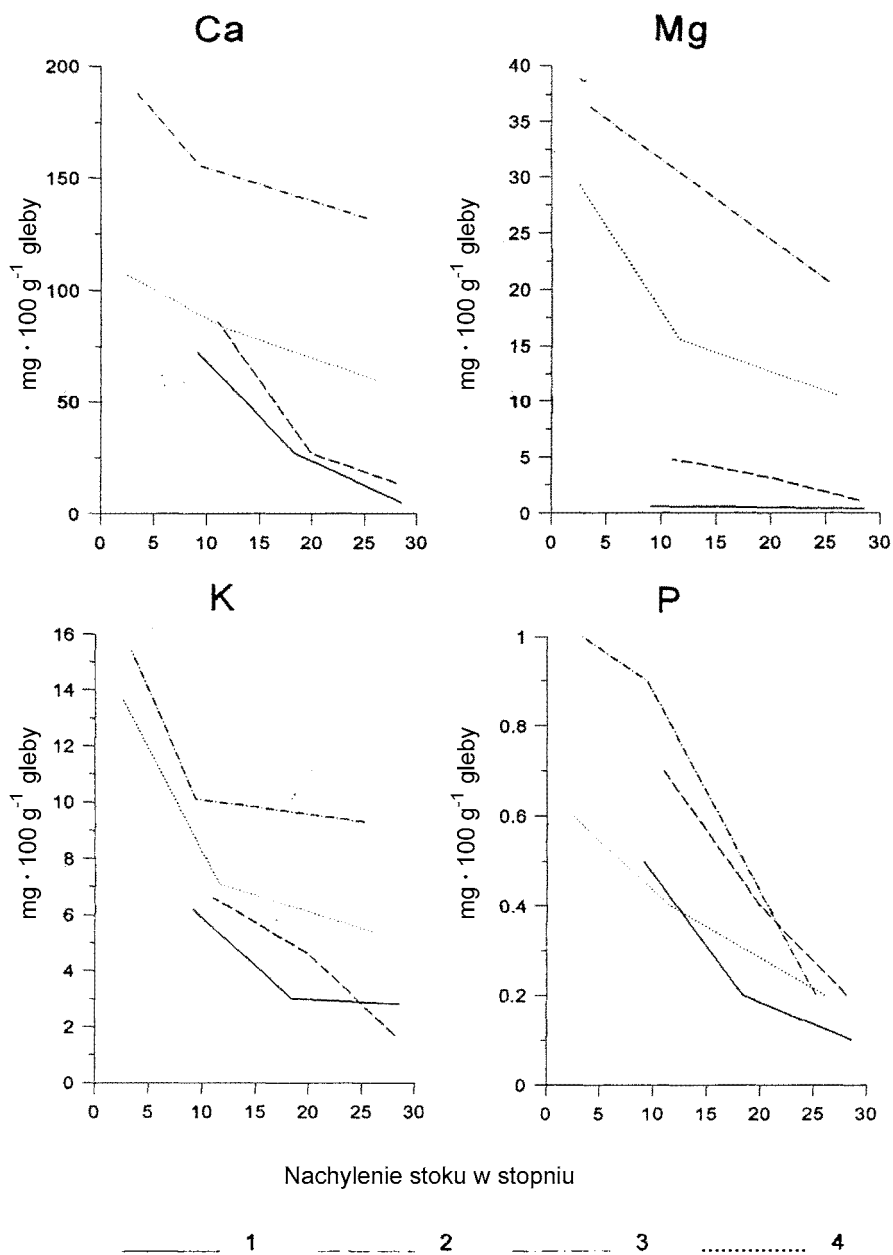 Ca
Mg
200
150
100
50
0
mg · 100 g⁻¹ gleby
0 5 10 15 20 25 30
40
35
30
25
20
15
10
5
0
mg · 100 g⁻¹ gleby
0 5 10 15 20 25 30
K
P
16
14
12
10
8
6
4
2
0
mg · 100 g⁻¹ gleby
0 5 10 15 20 25 30
1
0.8
0.6
0.4
0.2
0
mg · 100 g⁻¹ gleby
0 5 10 15 20 25 30
Nachylenie stoku w stopniu
1 2 3 4